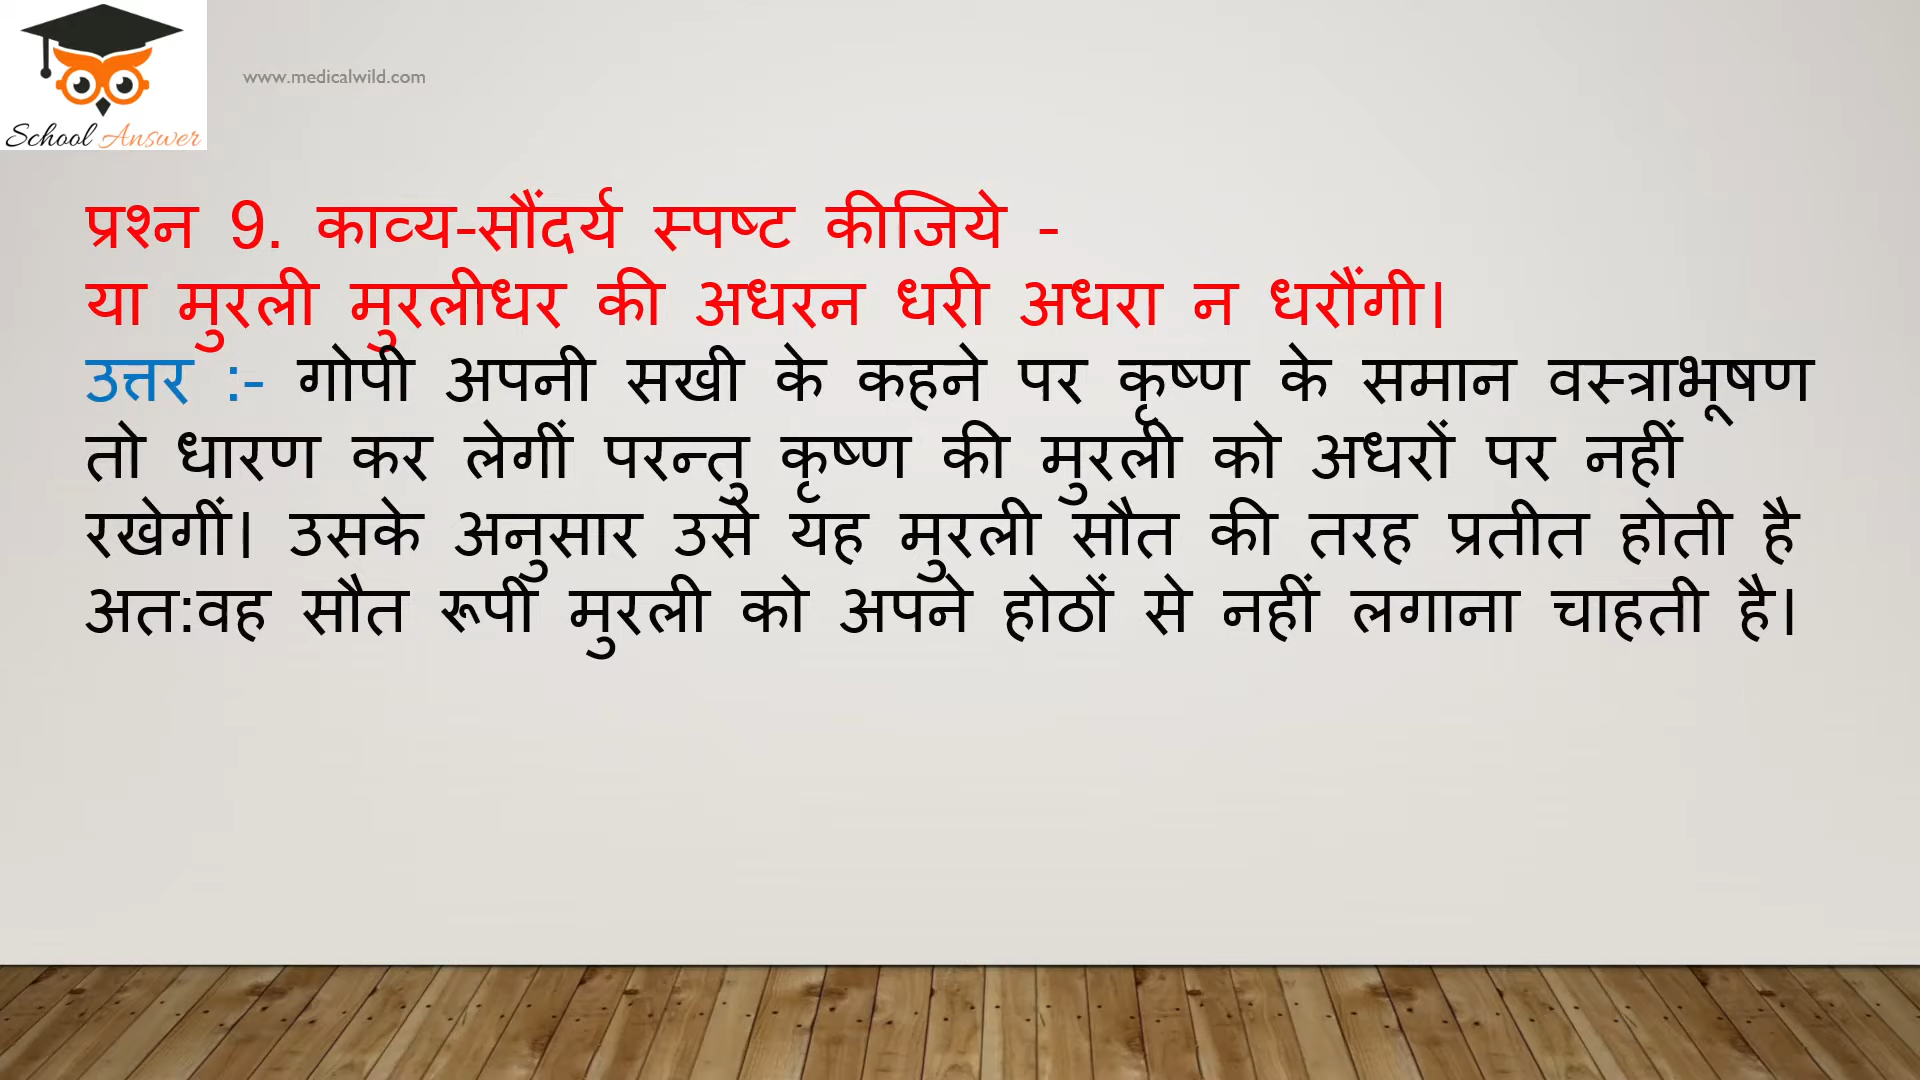 School Answer
www.medicalwild.com
प्रश्न 9. काव्य-सौंदर्य स्पष्ट कीजिये -
या मुरली मुरलीधर की अधरन धरी अधरा न धरौंगी।
उत्तर :- गोपी अपनी सखी के कहने पर कृष्ण के समान वस्त्राभूषण
तो धारण कर लेगीं परन्तु कृष्ण की मुरली को अधरों पर नहीं
रखेगीं। उसके अनुसार उसे यह मुरली सौत की तरह प्रतीत होती है
अत:वह सौत रूपी मुरली को अपने होठों से नहीं लगाना चाहती है।